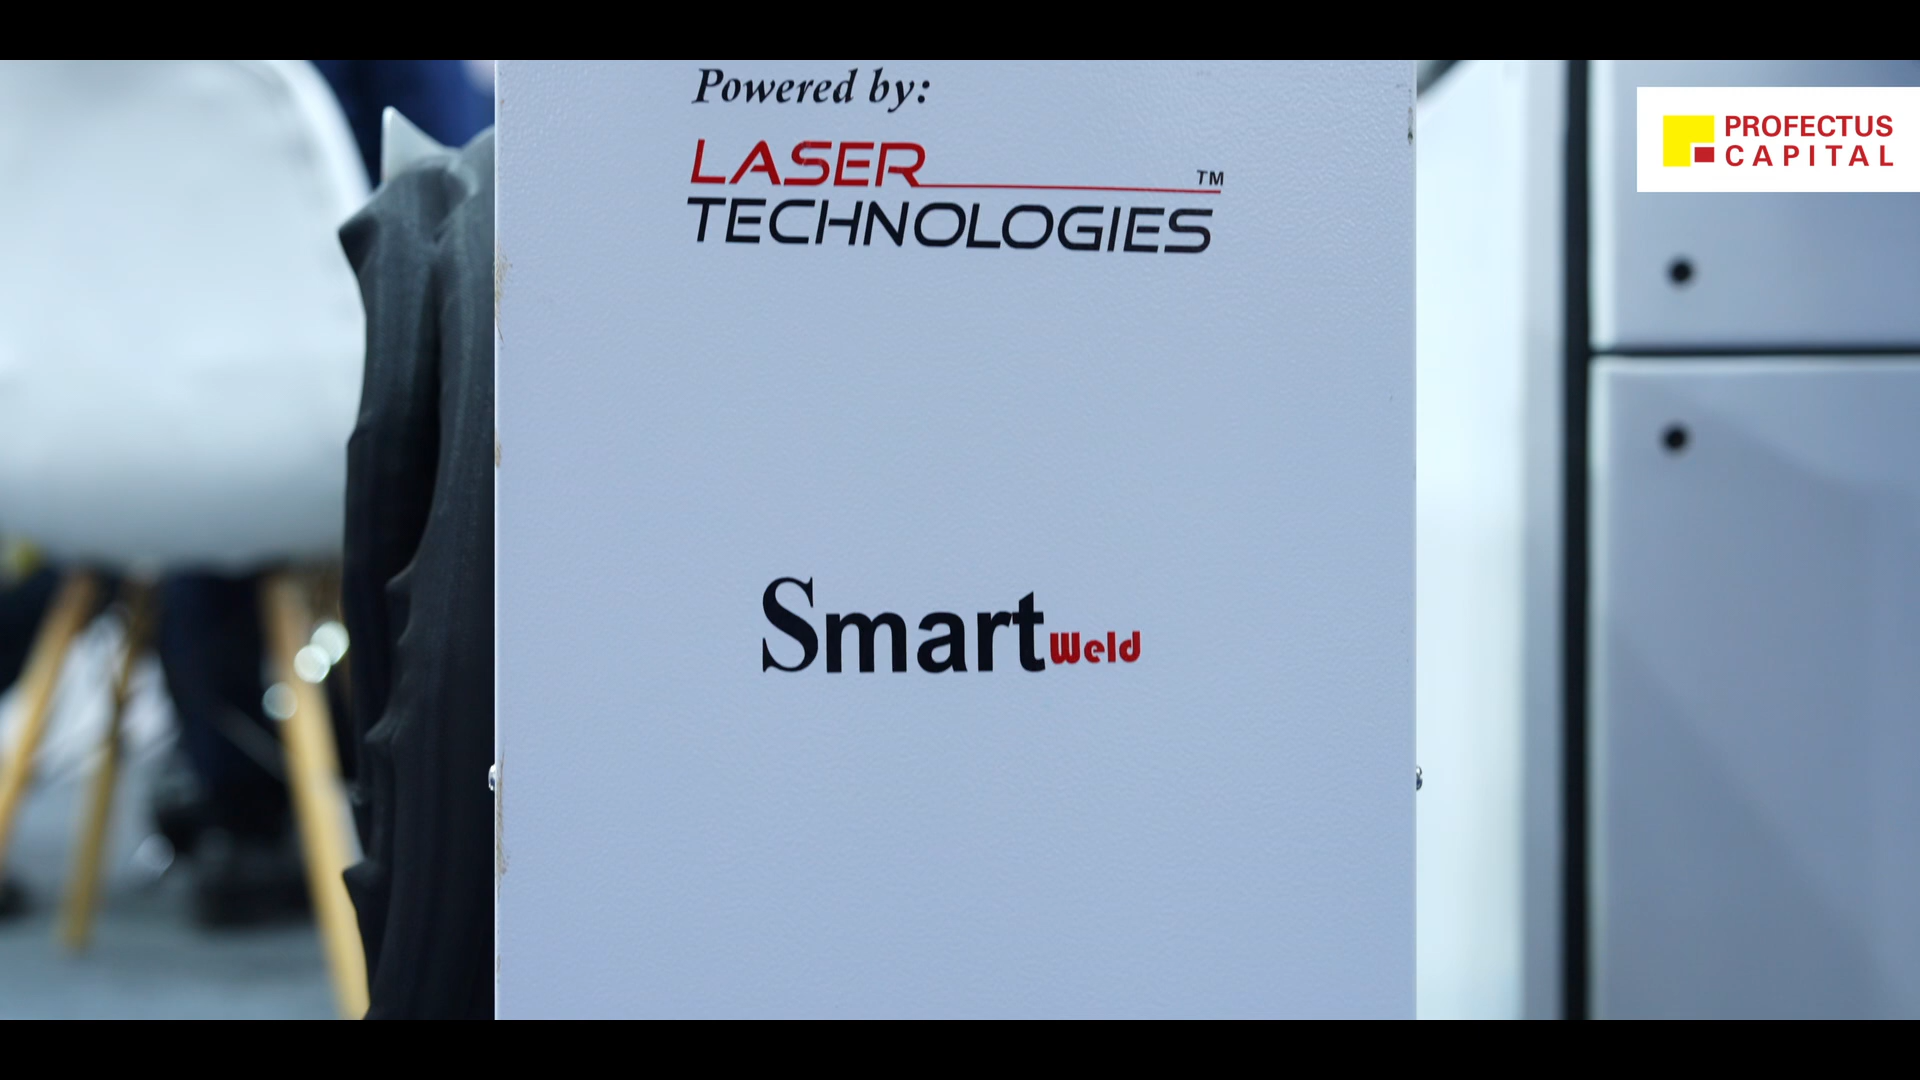 Powered by:
LASER
TM
TECHNOLOGIES
PROFECTUS
CAPITAL
SmartWeld